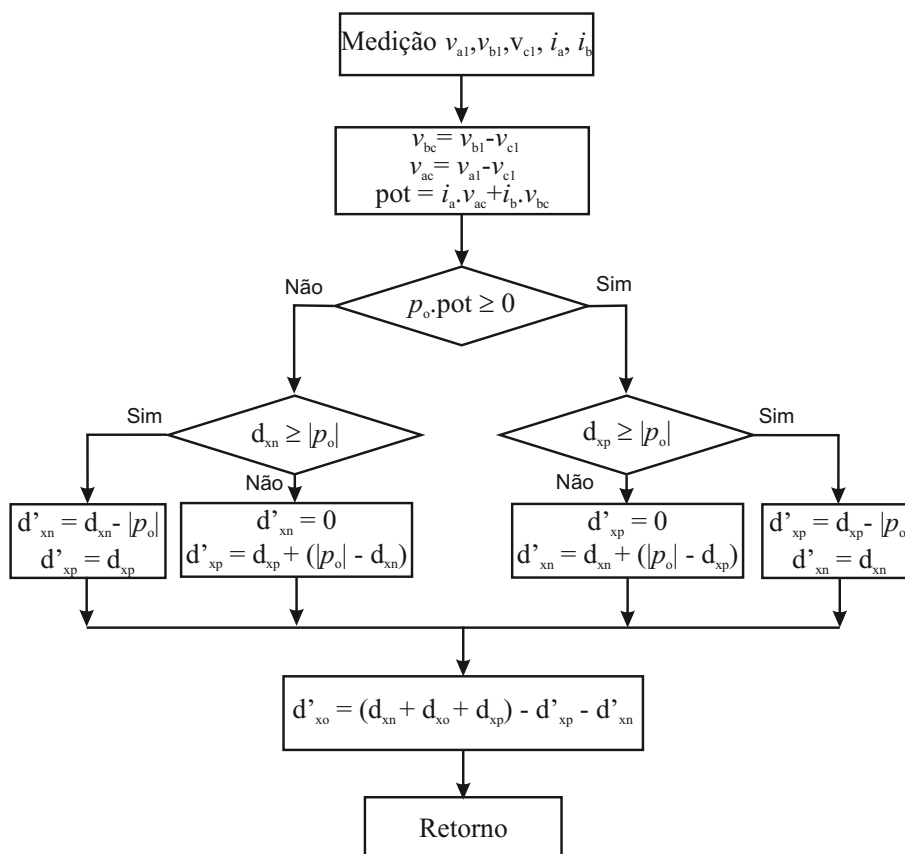 Medição v_a1,v_b1,v_c1, i_a, i_b
v_bc= v_b1-v_c1
v_ac= v_a1-v_c1
pot = i_a.v_ac+i_b.v_bc
Não
p_o.pot ≥ 0
Sim
Sim
d_xn ≥ |p_o|
Não
d_xp ≥ |p_o|
Sim
Não
d'_xn = d_xn- |p_o|
d'_xp = d_xp
d'_xn = 0
d'_xp = d_xp + (|p_o| - d_xn)
d'_xp = 0
d'_xn = d_xn + (|p_o| - d_xp)
d'_xp = d_xp- |p_o
d'_xn = d_xn
d'_xo = (d_xn + d_xo + d_xp) - d'_xp - d'_xn
Retorno